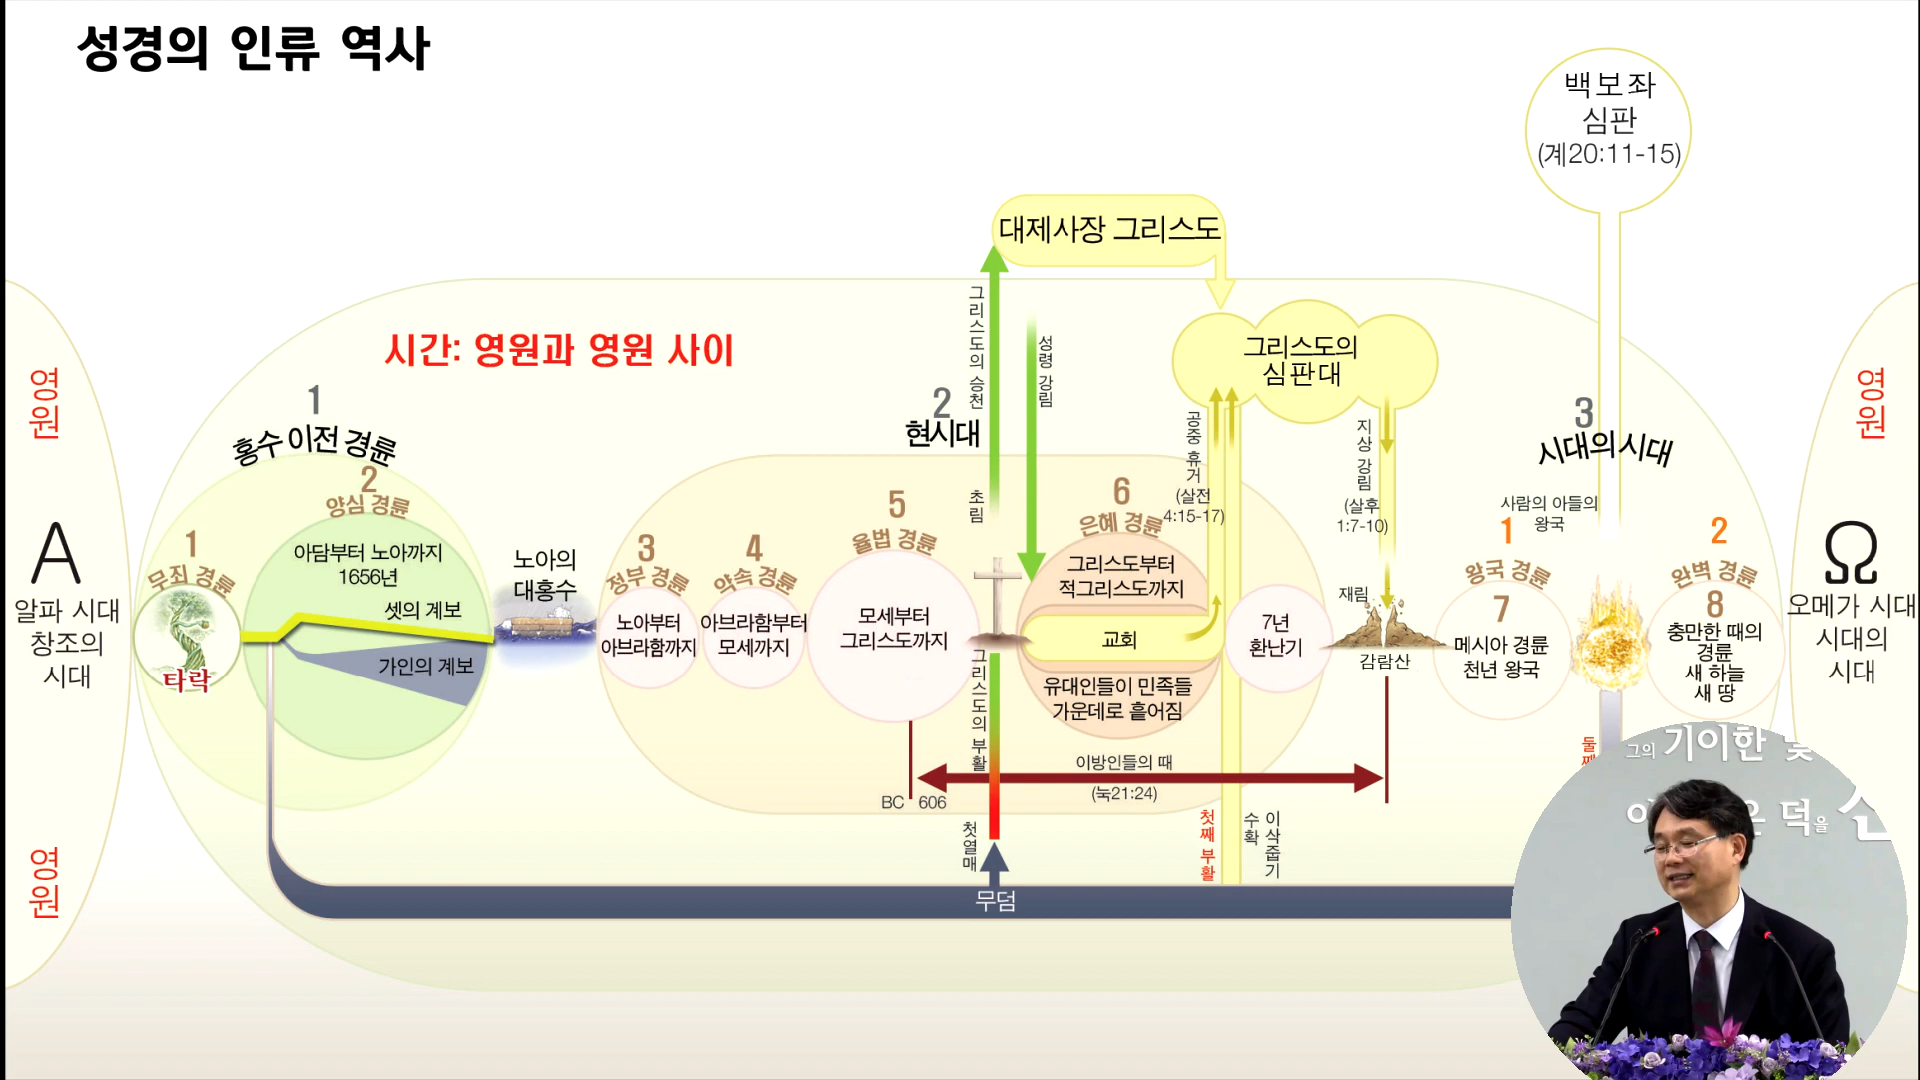 성경의 인류 역사
백보좌
심판
(계20:11-15)
대제사장 그리스도
시간: 영원과 영원 사이
그리스도의 승천
성령 강림
그리스도의
심판대
영원
영원
1
홍수 이전 경륜
2
현시대
3
시대의 시대
공중 휴거
(살전
4:15-17)
지상 강림
(살후
1:7-10)
사람의 아들의
왕국
초림
A
알파 시대
창조의
시대
1
무죄 경륜
타락
2
양심 경륜
아담부터 노아까지
1656년
셋의 계보
가인의 계보
노아의
대홍수
3
정부 경륜
노아부터
아브라함까지
4
약속 경륜
아브라함부터
모세까지
5
율법 경륜
모세부터
그리스도까지
6
은혜 경륜
그리스도부터
적그리스도까지
교회
유대인들이 민족들
가운데로 흩어짐
7년
환난기
재림
감람산
1
왕국 경륜
7
메시아 경륜
천년 왕국
2
완벽 경륜
8
충만한 때의
경륜
새 하늘
새 땅
Ω
오메가 시대
시대의
시대
그리스도의 부활
이방인들의 때
(눅21:24)
BC 606
첫열매
무덤
첫째 부활
수확
이삭줍기
둘째
영원
그의 기이한
덕을